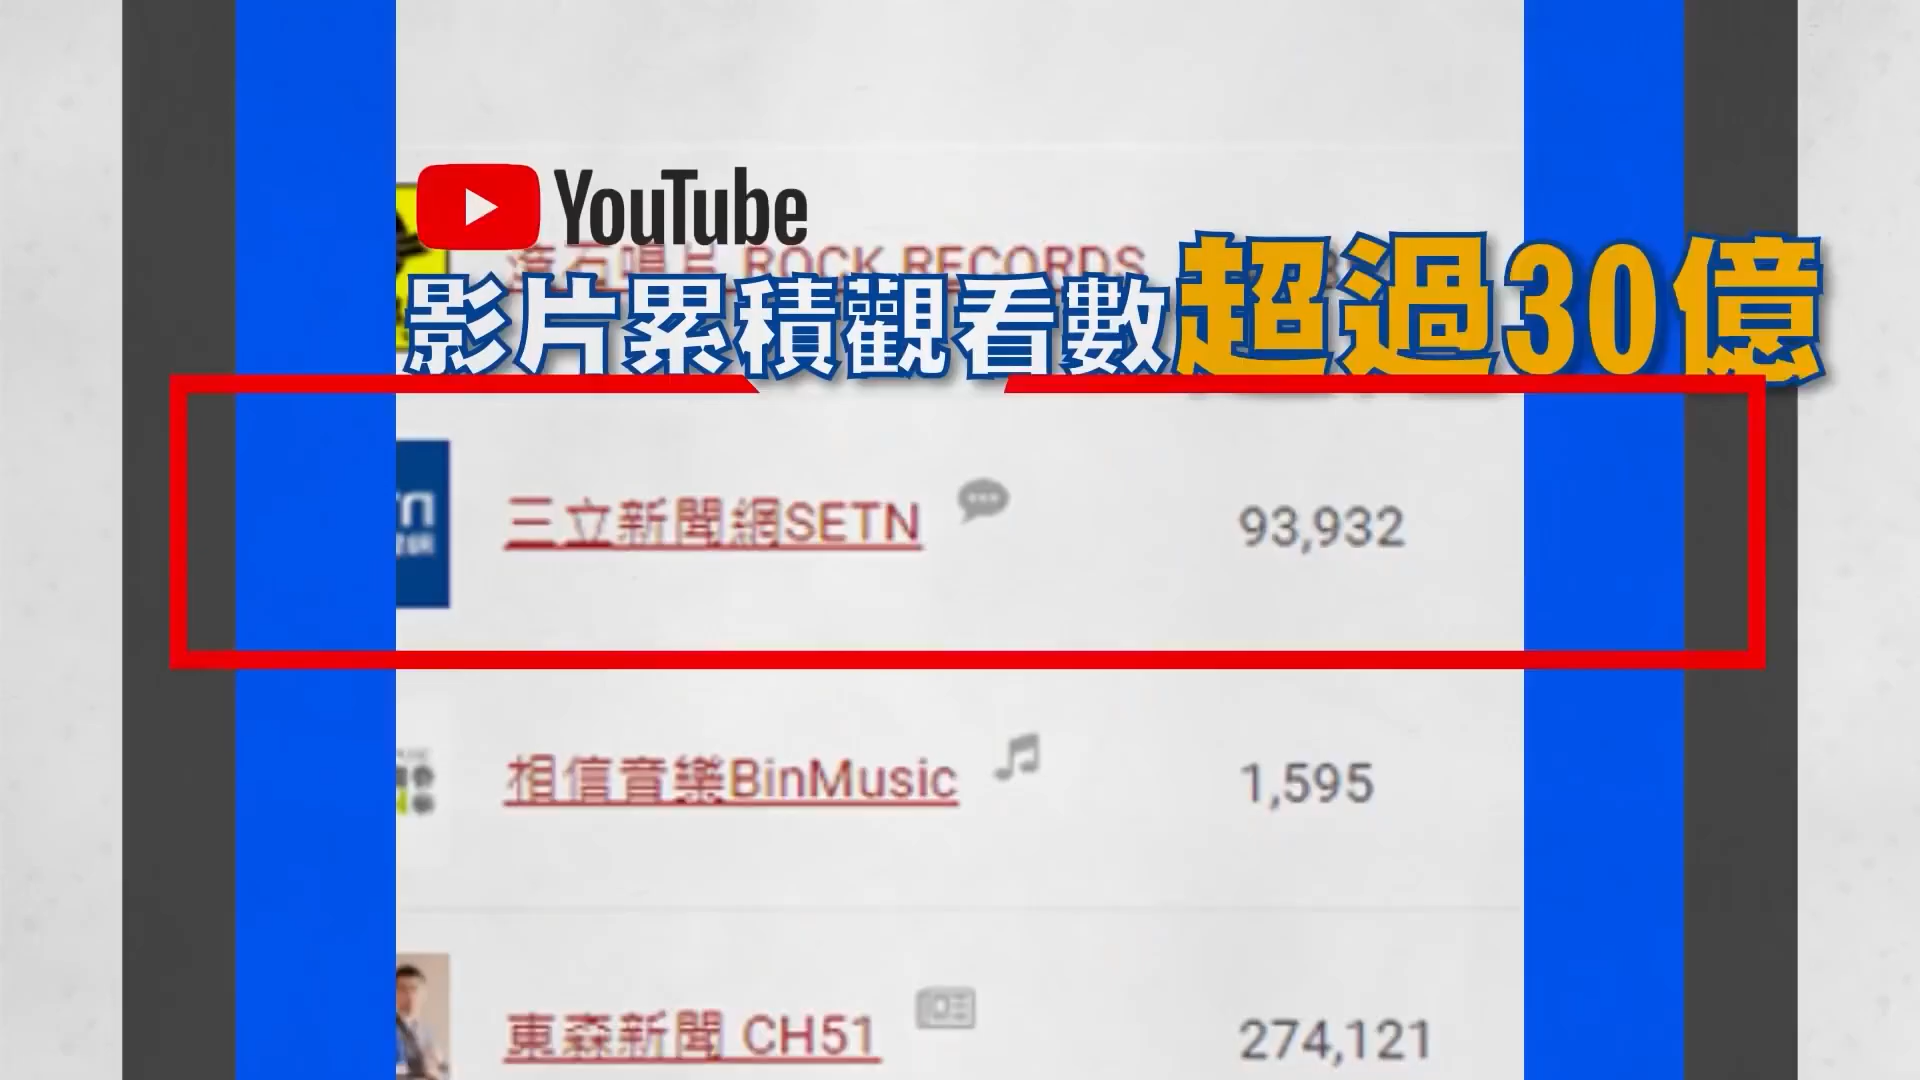 YouTube
滾石唱片 ROCK RECORDS
影片累積觀看數超過30億
三立新聞網SETN 93,932
相信音樂BinMusic 1,595
東森新聞 CH51 274,121